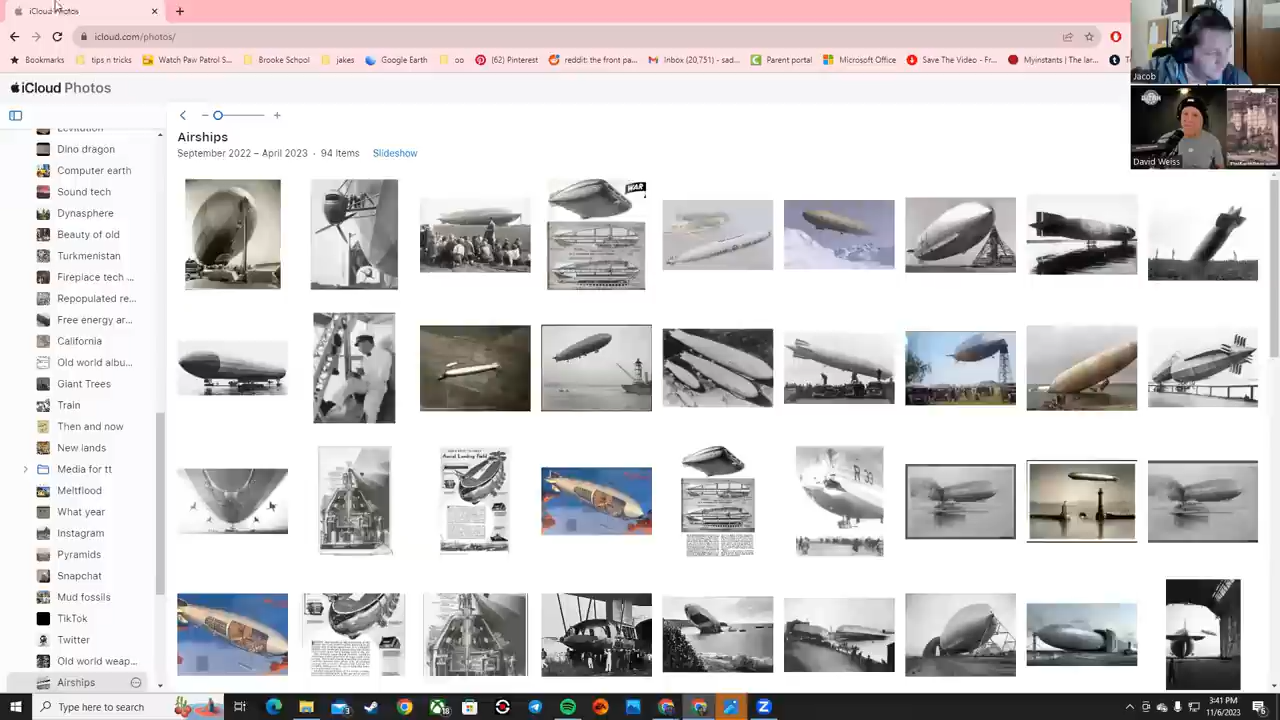 iCloud Photos
icloud.com/photos/
Bookmarks
tips n tricks
Watch Paw Patrol S...
Brooke School
jakes
Google Earth
(62) Pinterest
reddit: the front pa...
Inbox (20,751) - sad...
Parent portal
Microsoft Office
Save The Video - Fr...
Myinstants | The lar...
Jacob
David Weiss
iCloud Photos
Levitation
Dino dragon
Computer earth
Sound tech
Dynasphere
Beauty of old
Turkmenistan
Fireplace tech ...
Repopulated re...
Free energy ar...
California
Old world albu...
Giant Trees
Train
Then and now
New lands
Media for tt
Meltflood
What year
Instagram
Pyramids
Snapchat
Mud fossils
TikTok
Twitter
Old world weap...
Airships
Airships
September 2022 – April 2023 · 94 Items Slideshow
WAR
Aerial Landing Field
R 39
Type here to search
3:41 PM
11/6/2023